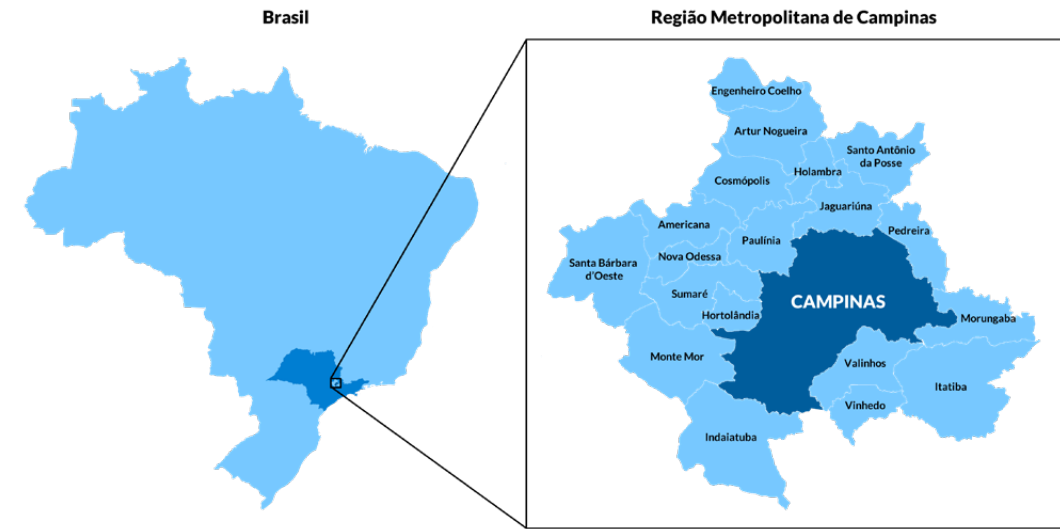 Brasil
Região Metropolitana de Campinas
Engenheiro Coelho
Artur Nogueira
Santo Antônio
da Posse
Holambra
Cosmópolis
Jaguariúna
Americana
Pedreira
Paulínia
Nova Odessa
Santa Bárbara
d'Oeste
Sumaré
CAMPINAS
Hortolândia
Morungaba
Monte Mor
Valinhos
Itatiba
Vinhedo
Indaiatuba